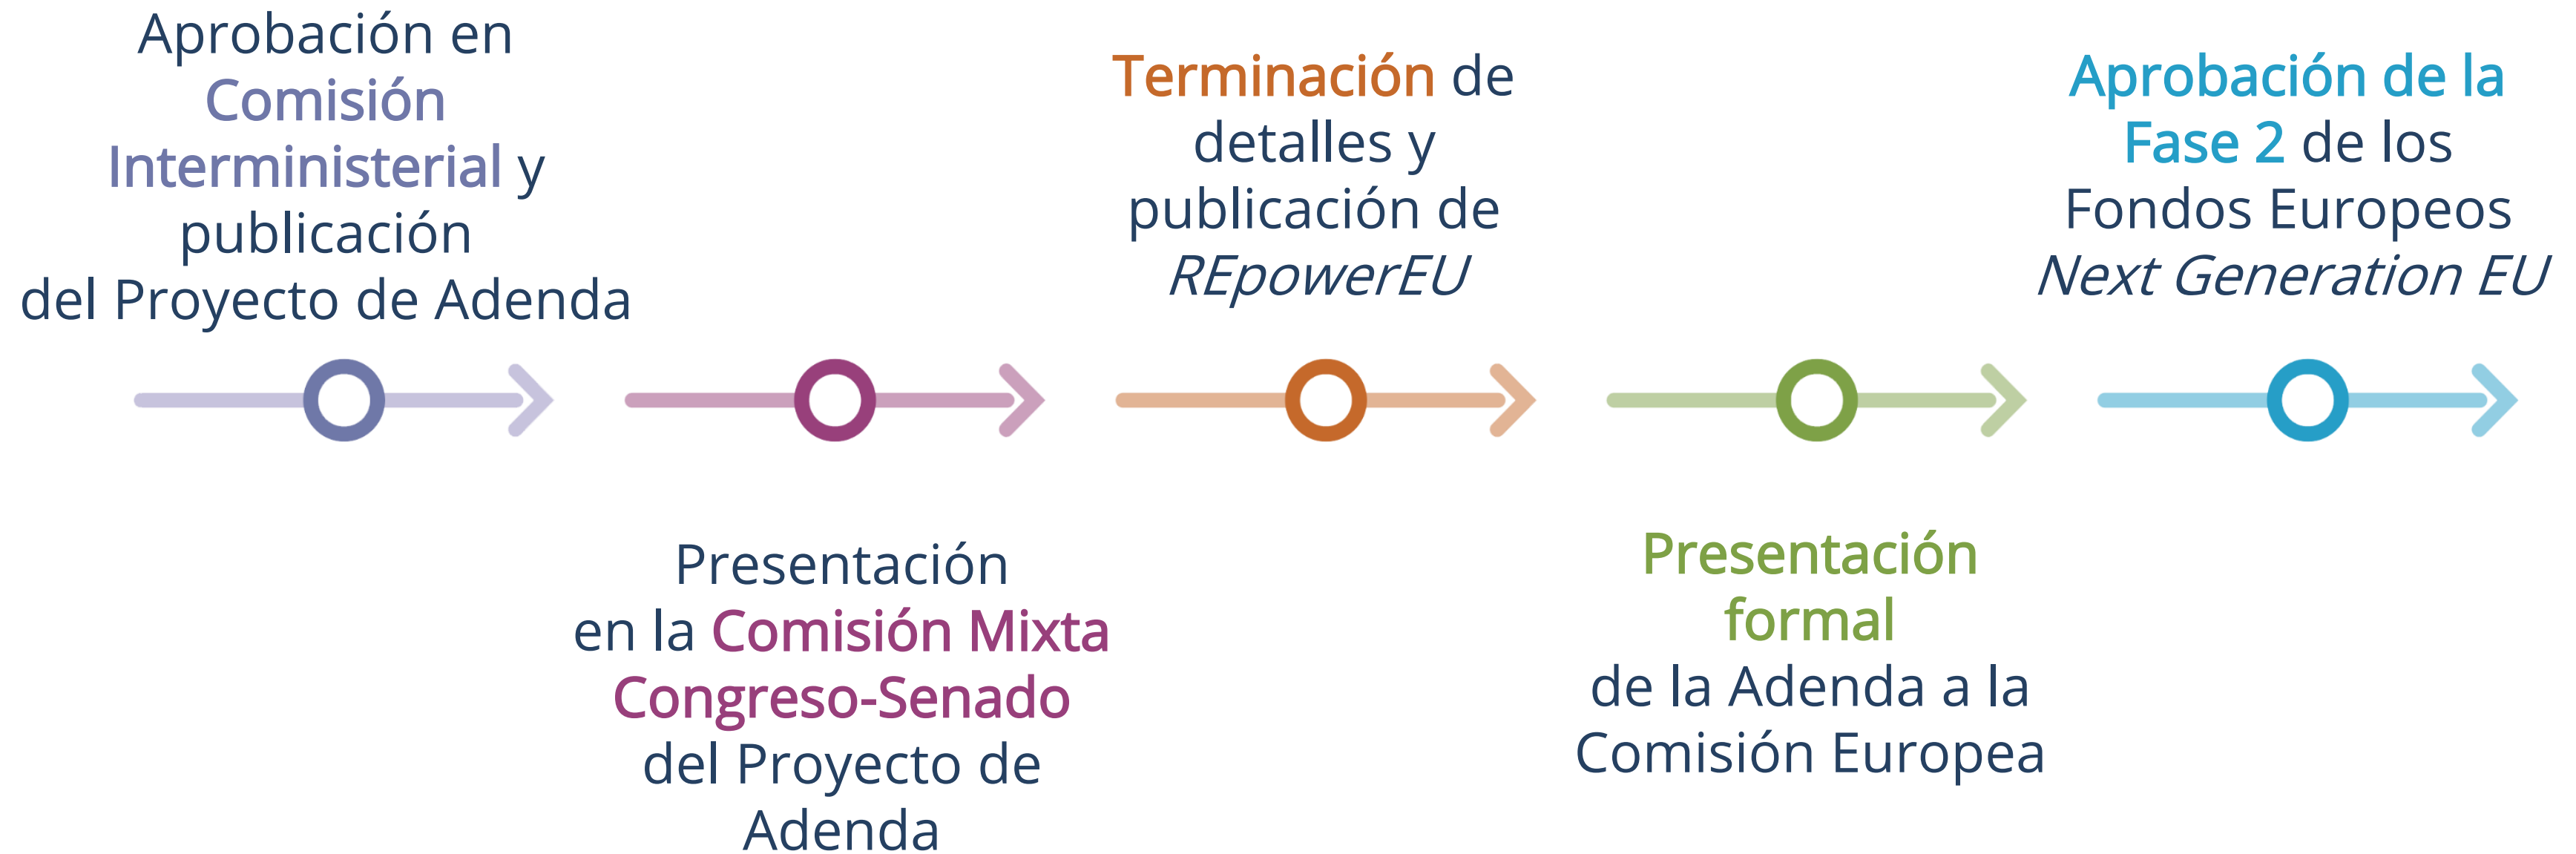 Aprobación en
Comisión
Interministerial y
publicación
del Proyecto de Adenda
Presentación
en la Comisión Mixta
Congreso-Senado
del Proyecto de
Adenda
Terminación de
detalles y
publicación de
REpowerEU
Presentación
formal
de la Adenda a la
Comisión Europea
Aprobación de la
Fase 2 de los
Fondos Europeos
Next Generation EU